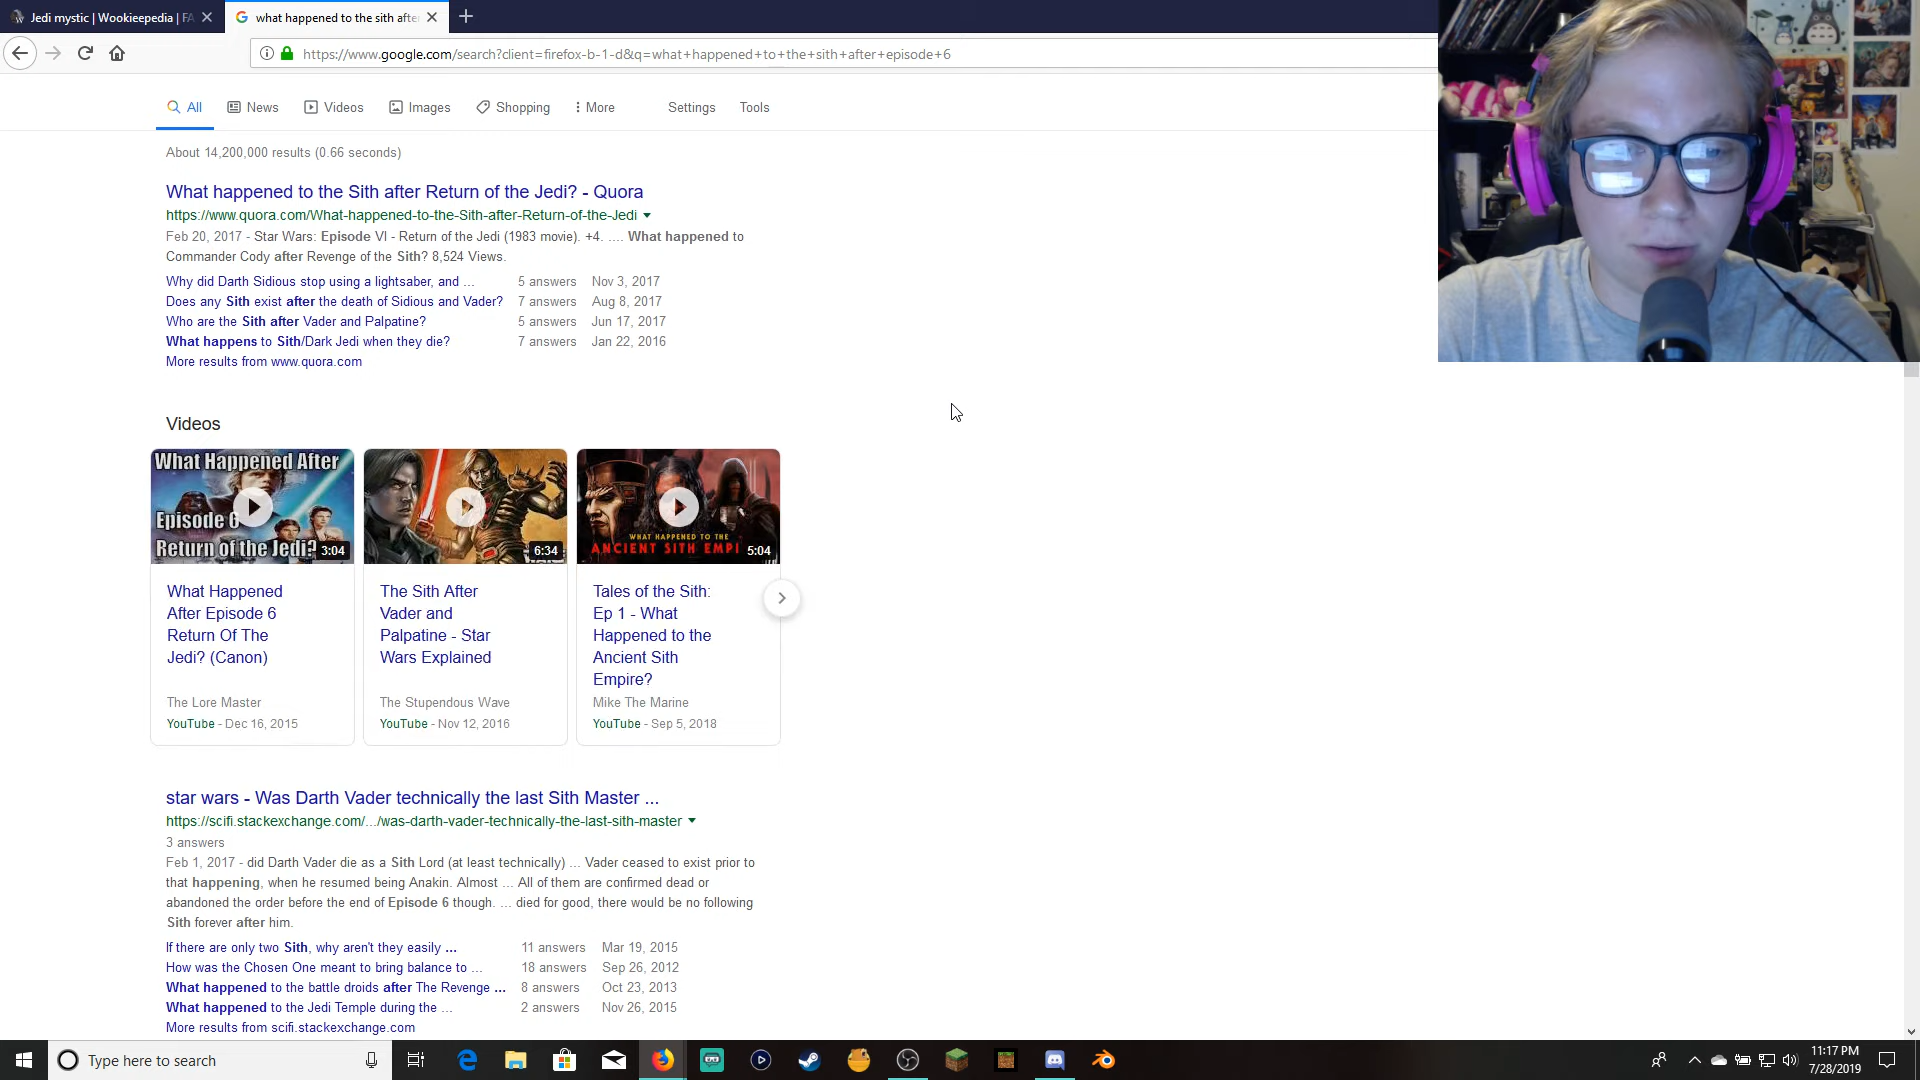 Jedi mystic | Wookieepedia | FA
what happened to the sith afte
https://www.google.com/search?client=firefox-b-1-d&q=what+happened+to+the+sith+after+episode+6
All News Videos Images Shopping More Settings Tools
About 14,200,000 results (0.66 seconds)
What happened to the Sith after Return of the Jedi? - Quora
https://www.quora.com/What-happened-to-the-Sith-after-Return-of-the-Jedi
Feb 20, 2017 - Star Wars: Episode VI - Return of the Jedi (1983 movie). +4. .... What happened to
Commander Cody after Revenge of the Sith? 8,524 Views.
Why did Darth Sidious stop using a lightsaber, and ... 5 answers Nov 3, 2017
Does any Sith exist after the death of Sidious and Vader? 7 answers Aug 8, 2017
Who are the Sith after Vader and Palpatine? 5 answers Jun 17, 2017
What happens to Sith/Dark Jedi when they die? 7 answers Jan 22, 2016
More results from www.quora.com
Videos
What Happened After
Episode 6
Return of the Jedi?
3:04
What Happened
After Episode 6
Return Of The
Jedi? (Canon)
The Lore Master
YouTube - Dec 16, 2015
6:34
The Sith After
Vader and
Palpatine - Star
Wars Explained
The Stupendous Wave
YouTube - Nov 12, 2016
WHAT HAPPENED TO THE
ANCIENT SITH EMPI
5:04
Tales of the Sith:
Ep 1 - What
Happened to the
Ancient Sith
Empire?
Mike The Marine
YouTube - Sep 5, 2018
star wars - Was Darth Vader technically the last Sith Master ...
https://scifi.stackexchange.com/.../was-darth-vader-technically-the-last-sith-master
3 answers
Feb 1, 2017 - did Darth Vader die as a Sith Lord (at least technically) ... Vader ceased to exist prior to
that happening, when he resumed being Anakin. Almost ... All of them are confirmed dead or
abandoned the order before the end of Episode 6 though. ... died for good, there would be no following
Sith forever after him.
If there are only two Sith, why aren't they easily ... 11 answers Mar 19, 2015
How was the Chosen One meant to bring balance to ... 18 answers Sep 26, 2012
What happened to the battle droids after The Revenge ... 8 answers Oct 23, 2013
What happened to the Jedi Temple during the ... 2 answers Nov 26, 2015
More results from scifi.stackexchange.com
Type here to search
11:17 PM
7/28/2019